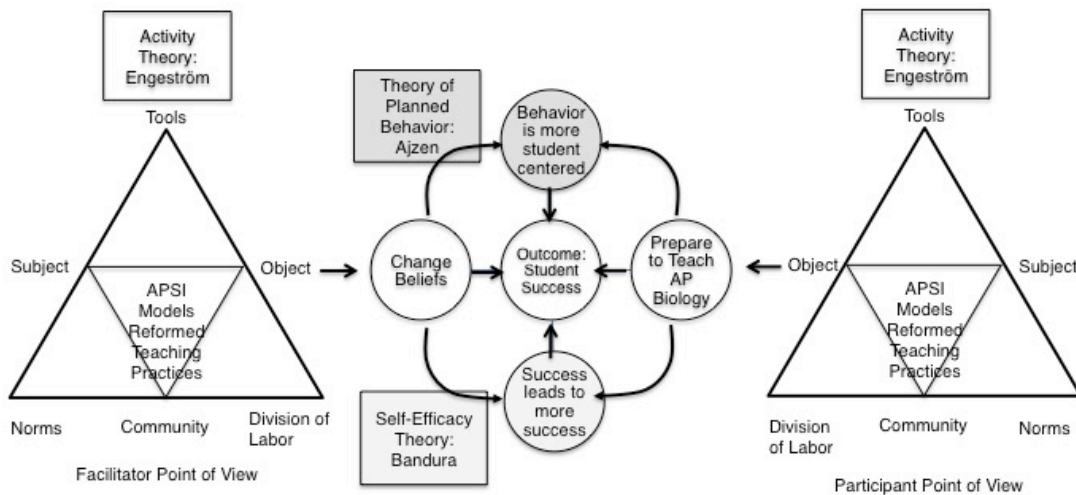 Activity
Theory:
Engeström
Tools
Subject
Object
APSI
Models
Reformed
Teaching
Practices
Norms
Community
Division of
Labor
Facilitator Point of View
Theory of
Planned
Behavior:
Ajzen
Behavior
is more
student
centered
Change
Beliefs
Outcome:
Student
Success
Prepare
to Teach
AP
Biology
Self-Efficacy
Theory:
Bandura
Success
leads to
more
success
Activity
Theory:
Engeström
Tools
Object
Subject
APSI
Models
Reformed
Teaching
Practices
Division
of Labor
Community
Norms
Participant Point of View